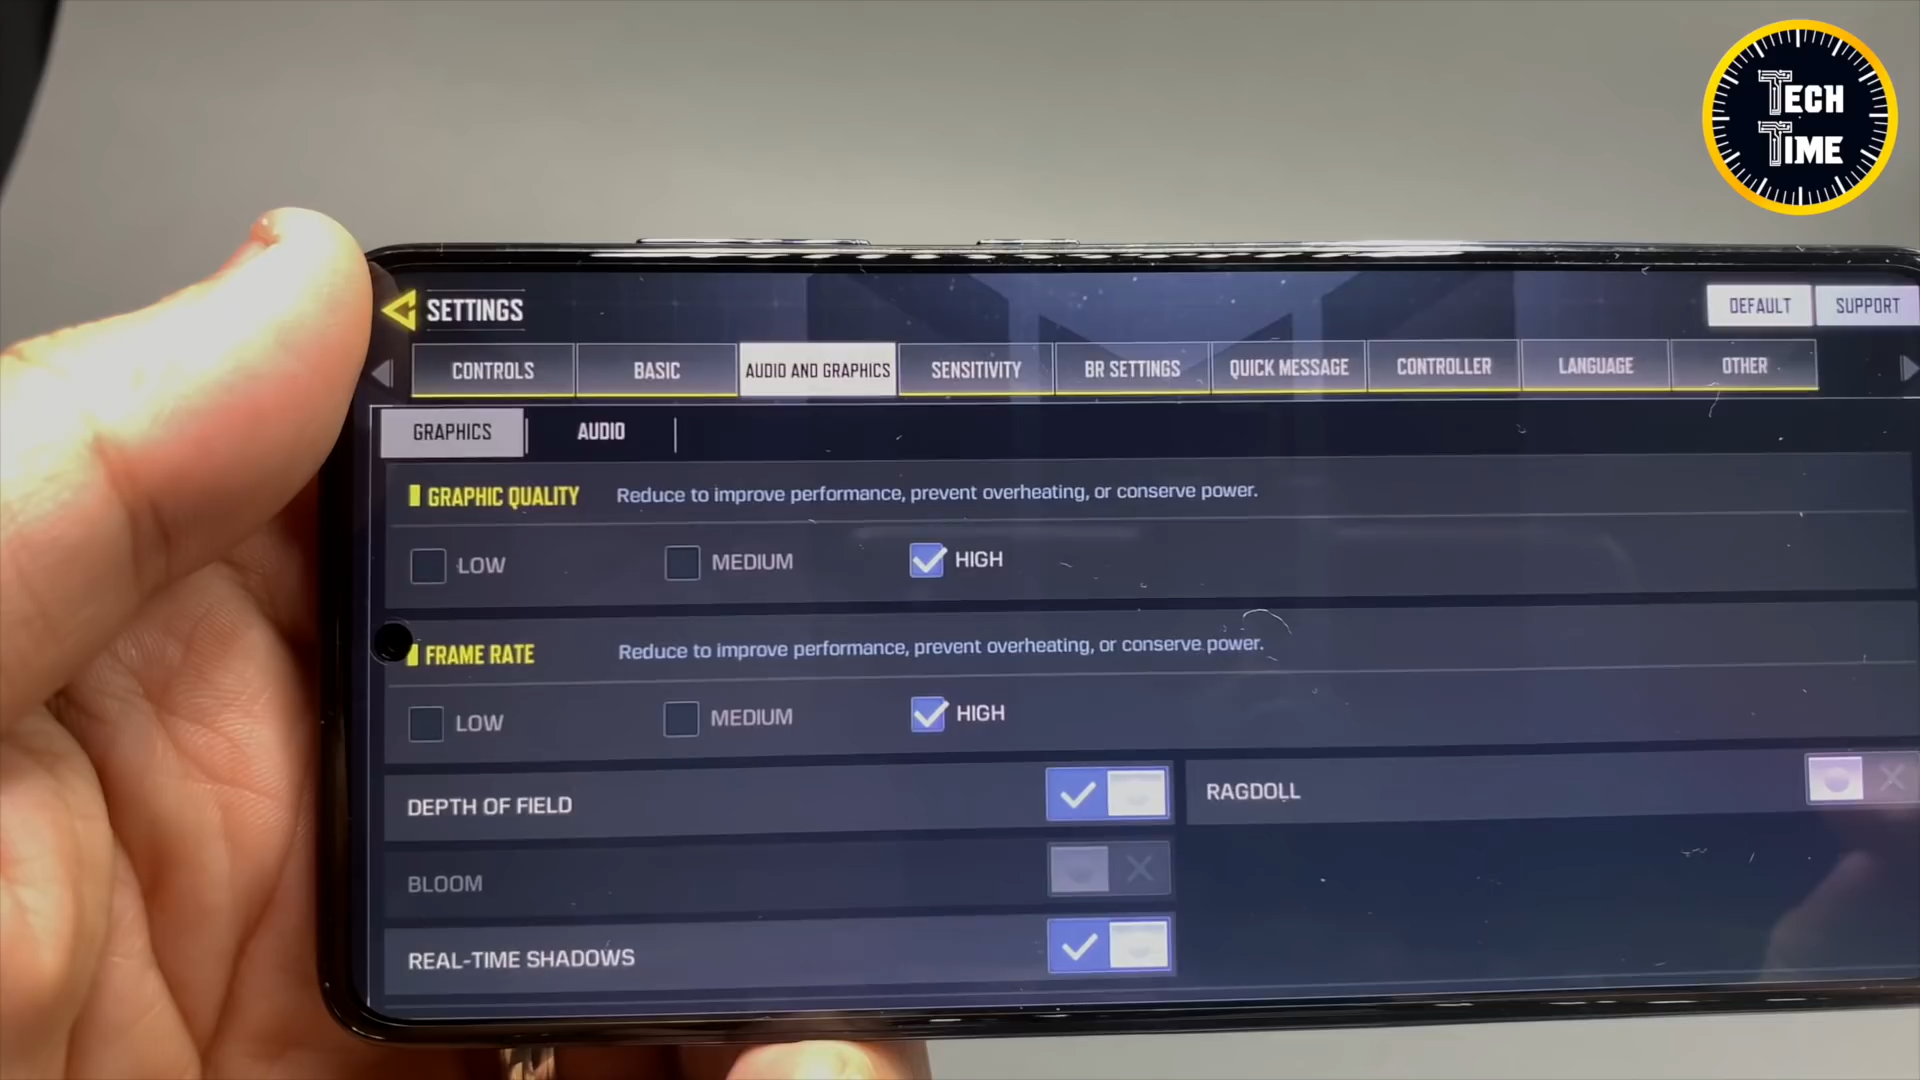 TECH
TIME
SETTINGS
DEFAULT
SUPPORT
CONTROLS
BASIC
AUDIO AND GRAPHICS
SENSITIVITY
BR SETTINGS
QUICK MESSAGE
CONTROLLER
LANGUAGE
OTHER
GRAPHICS
AUDIO
GRAPHIC QUALITY Reduce to improve performance, prevent overheating, or conserve power.
LOW MEDIUM HIGH
FRAME RATE Reduce to improve performance, prevent overheating, or conserve power.
LOW MEDIUM HIGH
DEPTH OF FIELD
RAGDOLL
BLOOM
REAL-TIME SHADOWS